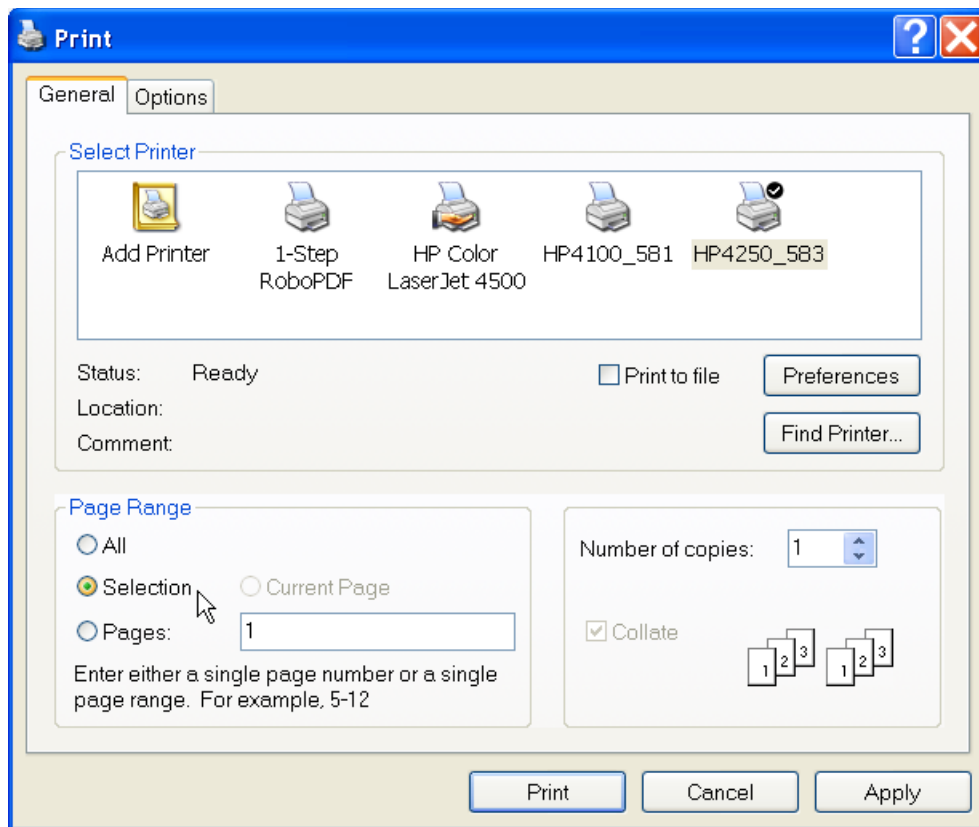 Print
General Options
Select Printer
Add Printer
1-Step
RoboPDF
HP Color
LaserJet 4500
HP4100_581
HP4250_583
Status: Ready
Print to file
Preferences
Location:
Comment:
Find Printer...
Page Range
All
Selection
Current Page
Pages: 1
Enter either a single page number or a single
page range. For example, 5-12
Number of copies: 1
Collate
1 2 3 1 2 3
Print Cancel Apply